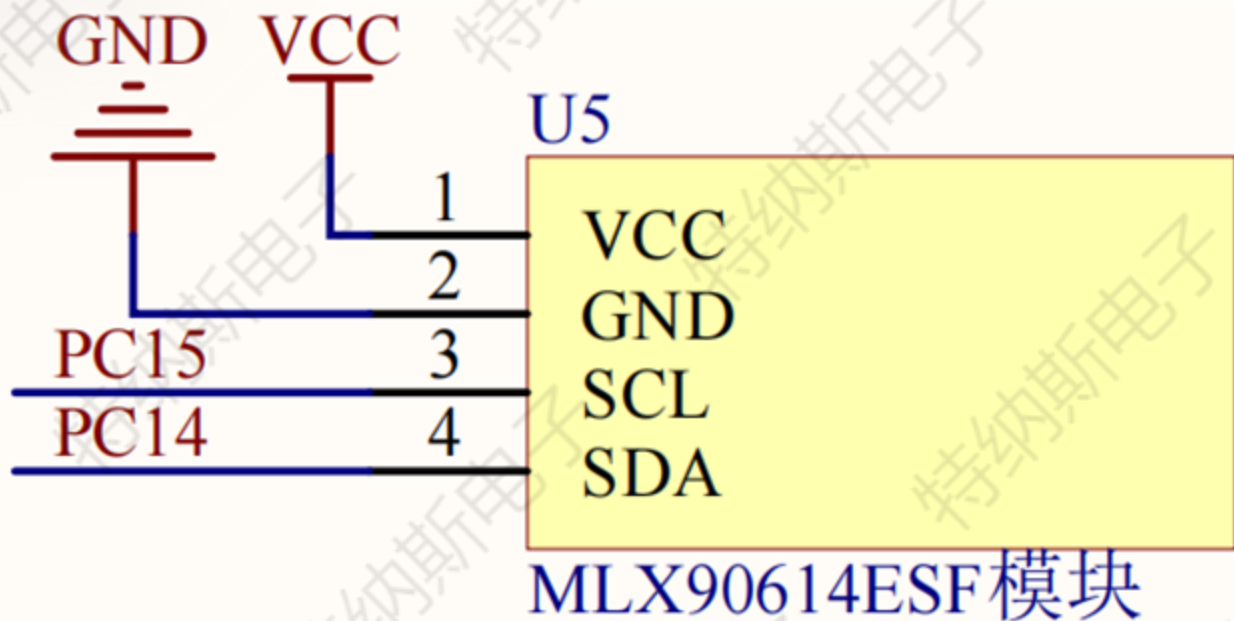 GND VCC
U5
1 VCC
2 GND
PC15 3 SCL
PC14 4 SDA
MLX90614ESF模块
特纳斯电子
特纳斯电子
特纳斯电子
特纳斯电子